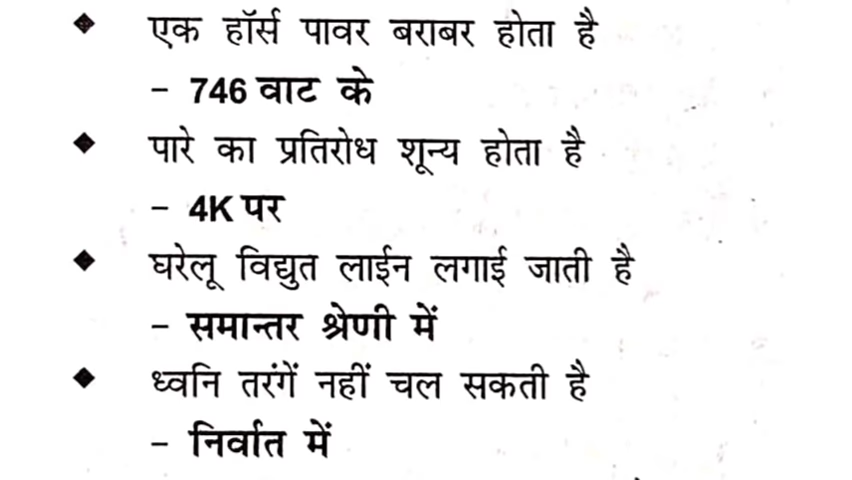 ◆ एक हॉर्स पावर बराबर होता है
– 746 वाट के
◆ पारे का प्रतिरोध शून्य होता है
– 4K पर
◆ घरेलू विद्युत लाईन लगाई जाती है
– समान्तर श्रेणी में
◆ ध्वनि तरंगें नहीं चल सकती है
– निर्वात में